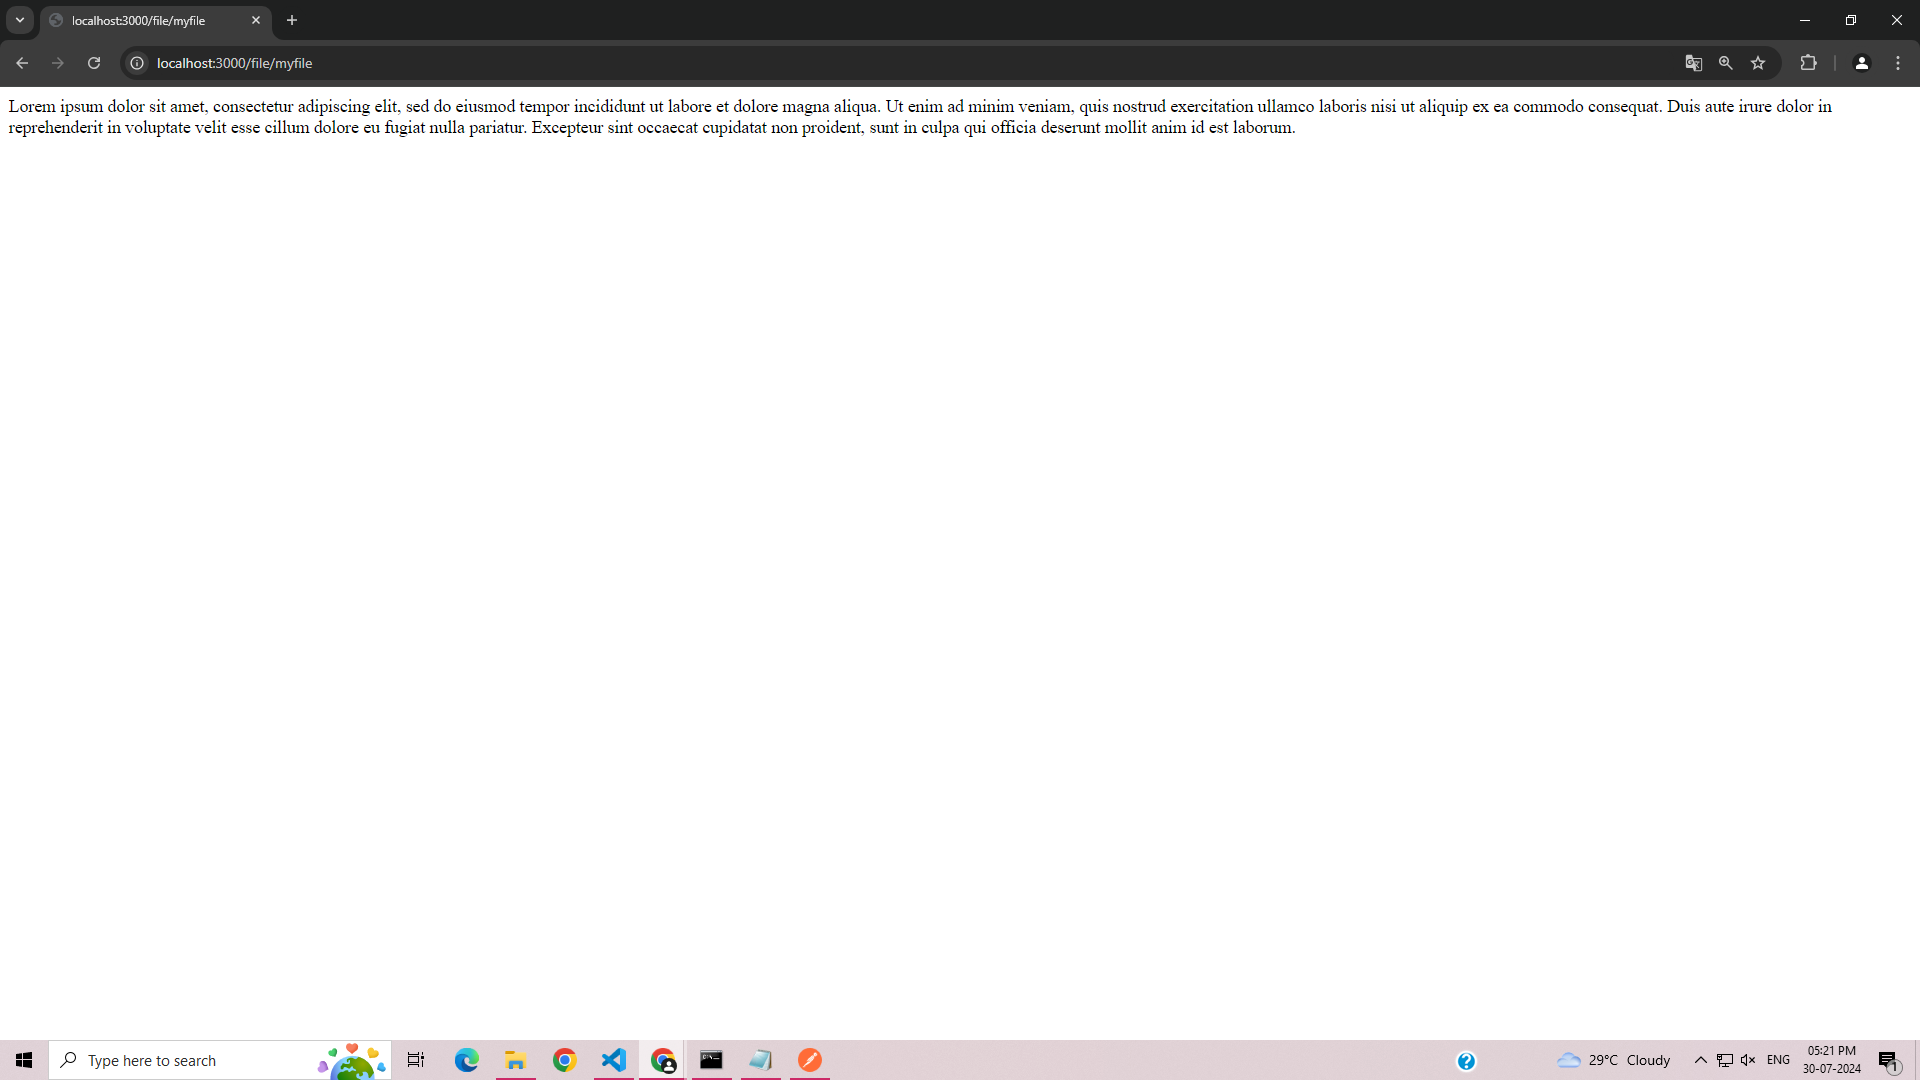 localhost:3000/file/myfile
localhost:3000/file/myfile
Lorem ipsum dolor sit amet, consectetur adipiscing elit, sed do eiusmod tempor incididunt ut labore et dolore magna aliqua. Ut enim ad minim veniam, quis nostrud exercitation ullamco laboris nisi ut aliquip ex ea commodo consequat. Duis aute irure dolor in
reprehenderit in voluptate velit esse cillum dolore eu fugiat nulla pariatur. Excepteur sint occaecat cupidatat non proident, sunt in culpa qui officia deserunt mollit anim id est laborum.
Type here to search
29°C Cloudy
ENG
05:21 PM
30-07-2024
1